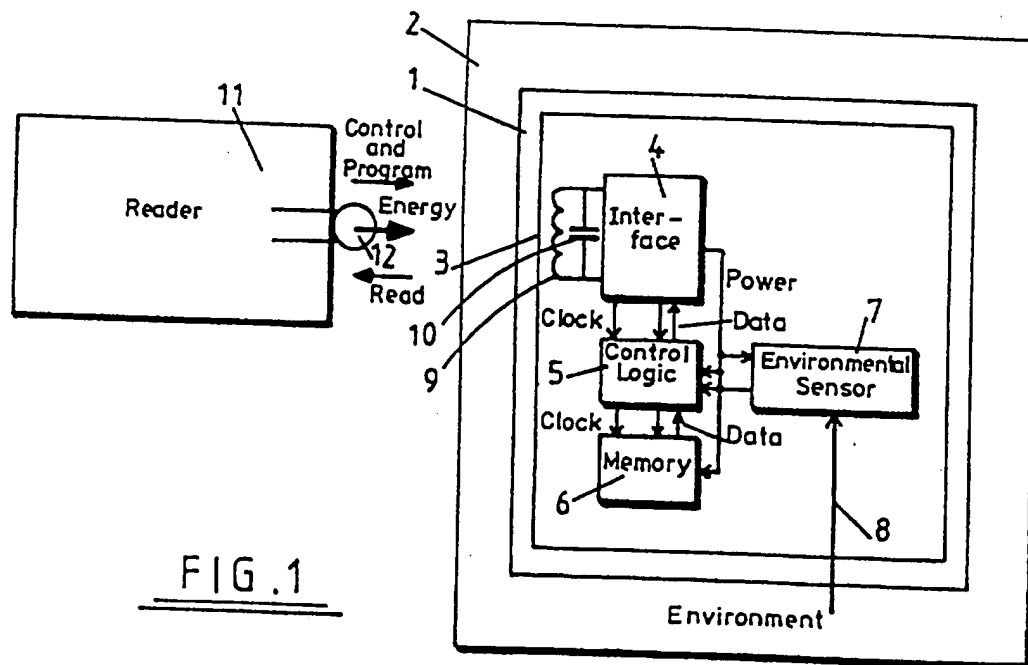 2
1
11
Control
and
Program
Energy
Reader
12
Read
3
10
9
4
Inter-
face
Power
Clock
Data
7
5
Control
Logic
Environmental
Sensor
Clock
Data
Memory
6
8
Environment
FIG.1